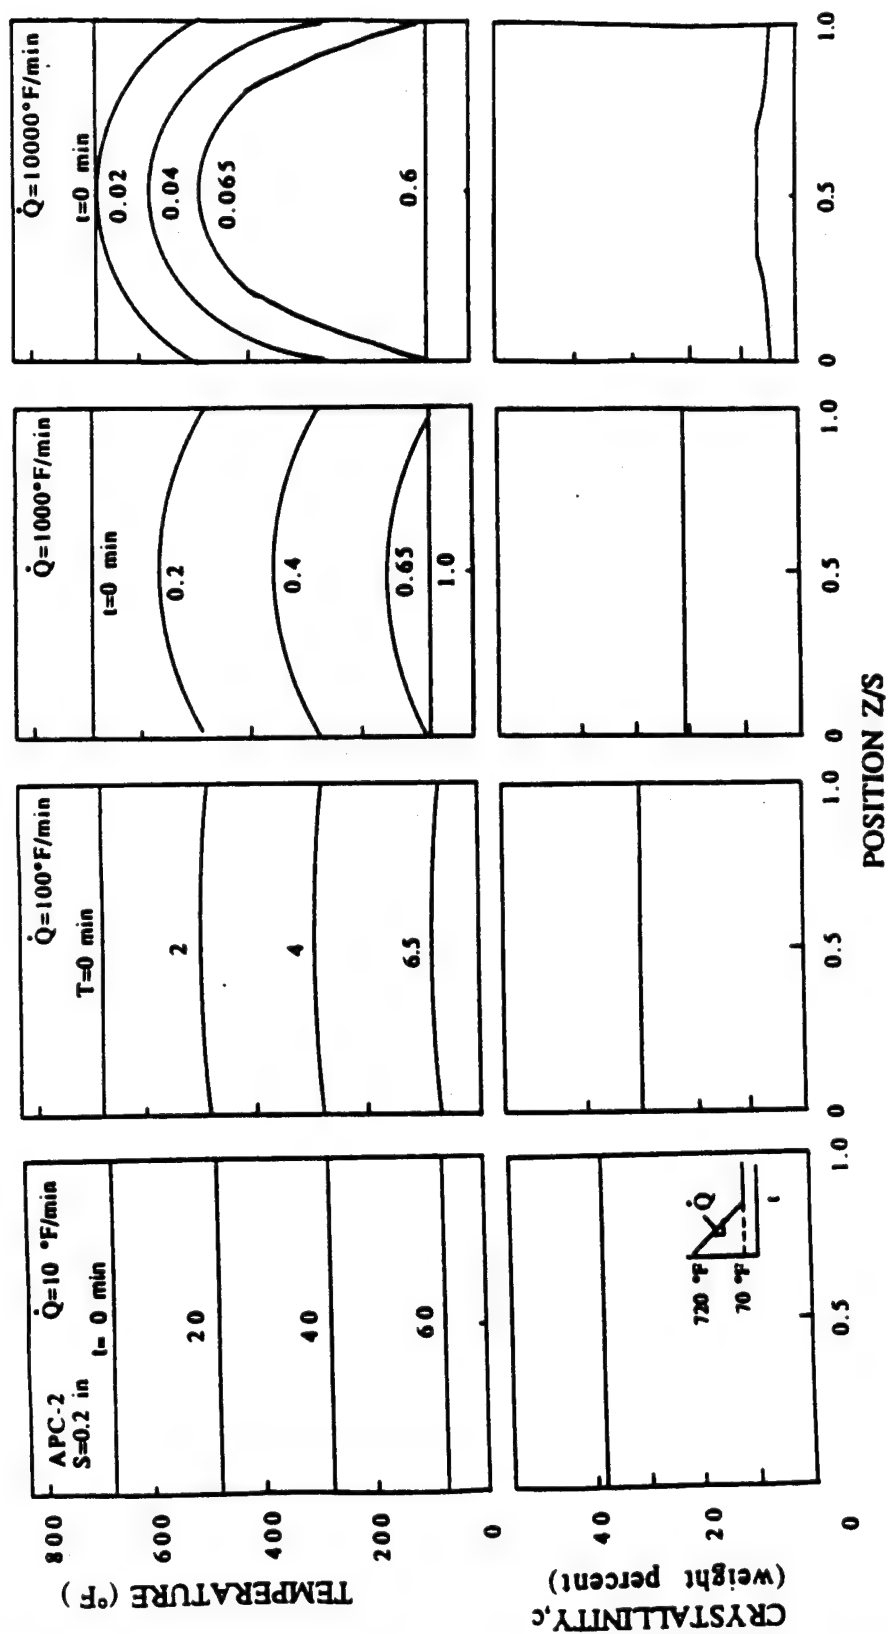 TEMPERATURE (°F)
800
600
400
200
0
APC-2
S=0.2 in
Q̇=10 °F/min
t= 0 min
20
40
60
Q̇=100°F/min
T=0 min
2
4
6.5
Q̇=1000°F/min
t=0 min
0.2
0.4
0.65
1.0
Q̇=10000°F/min
t=0 min
0.02
0.04
0.065
0.6
CRYSTALLINITY,c
(weight percent)
40
20
0
720 °F
70 °F
Q̇
t
0.5
1.0
0
0.5
1.0
0
0.5
1.0
0
0.5
1.0
POSITION Z/S